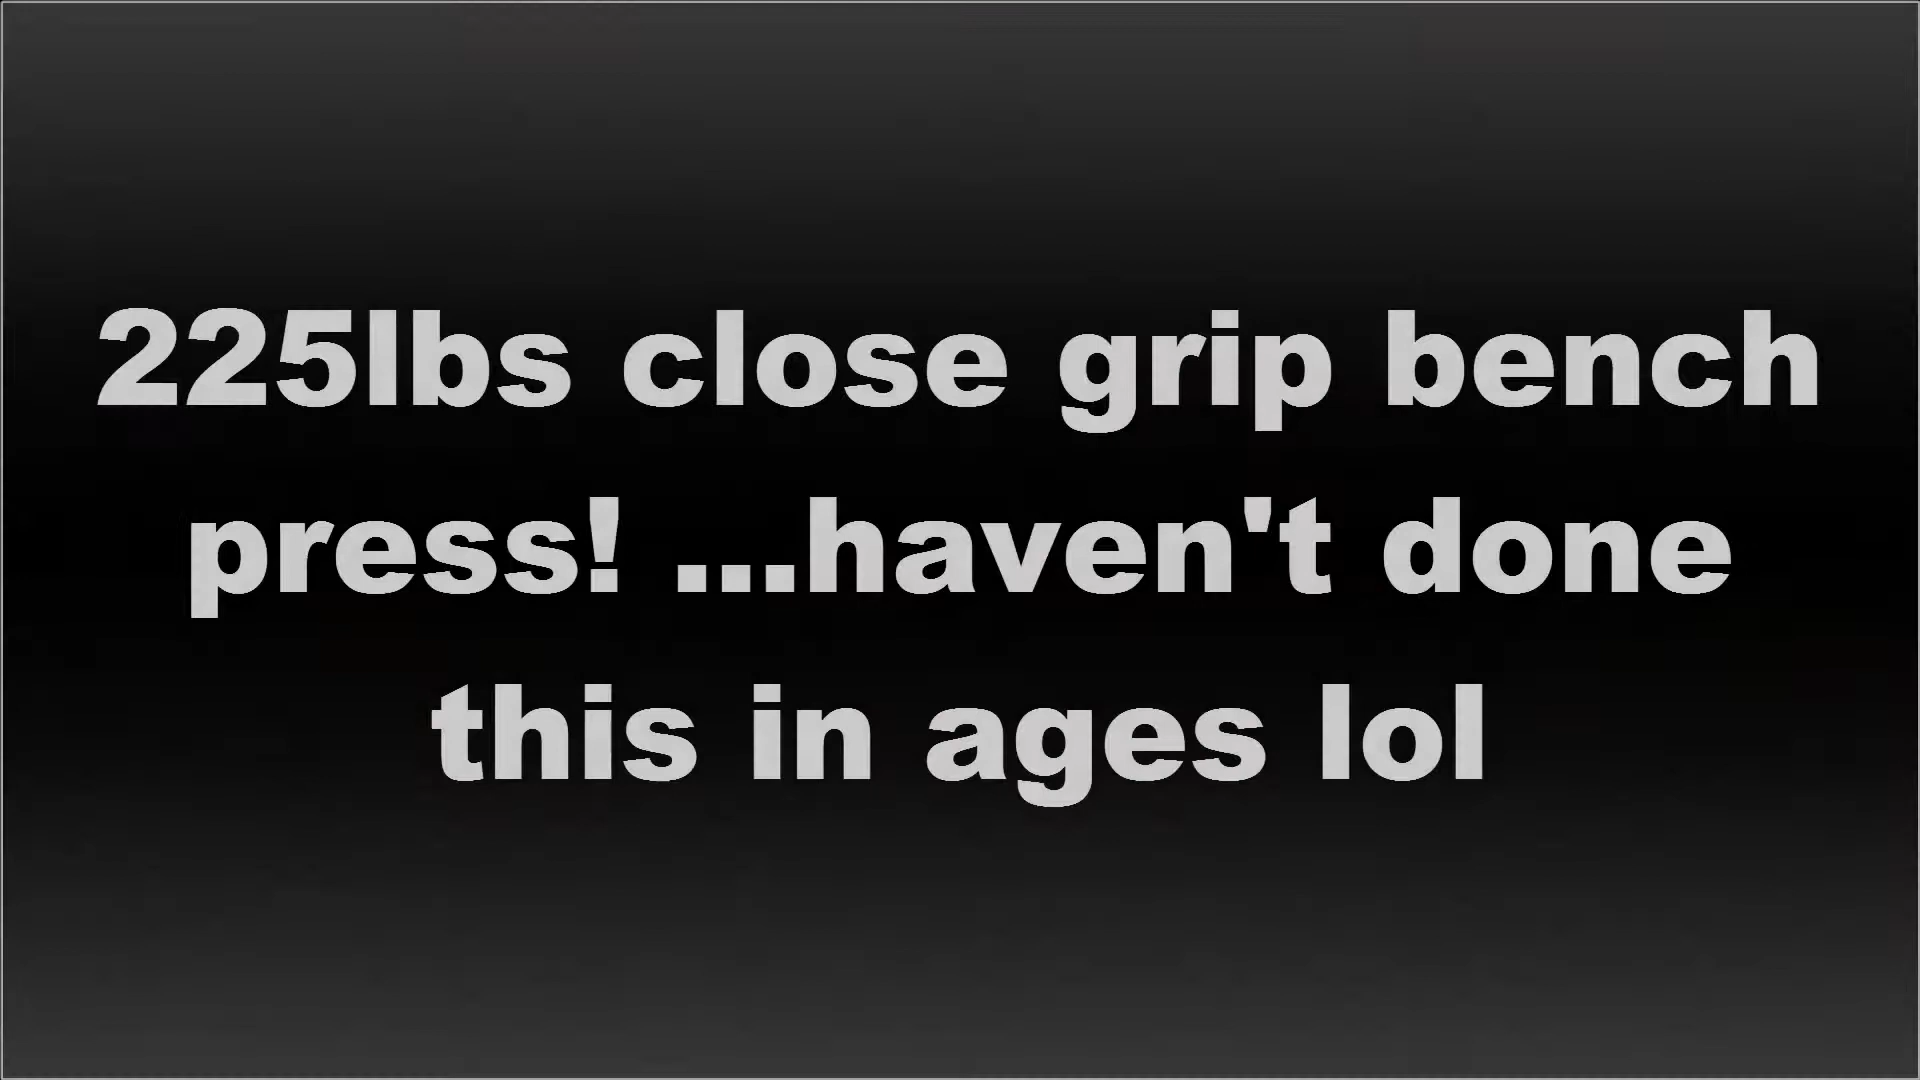 225lbs close grip bench
press! ...haven't done
this in ages lol